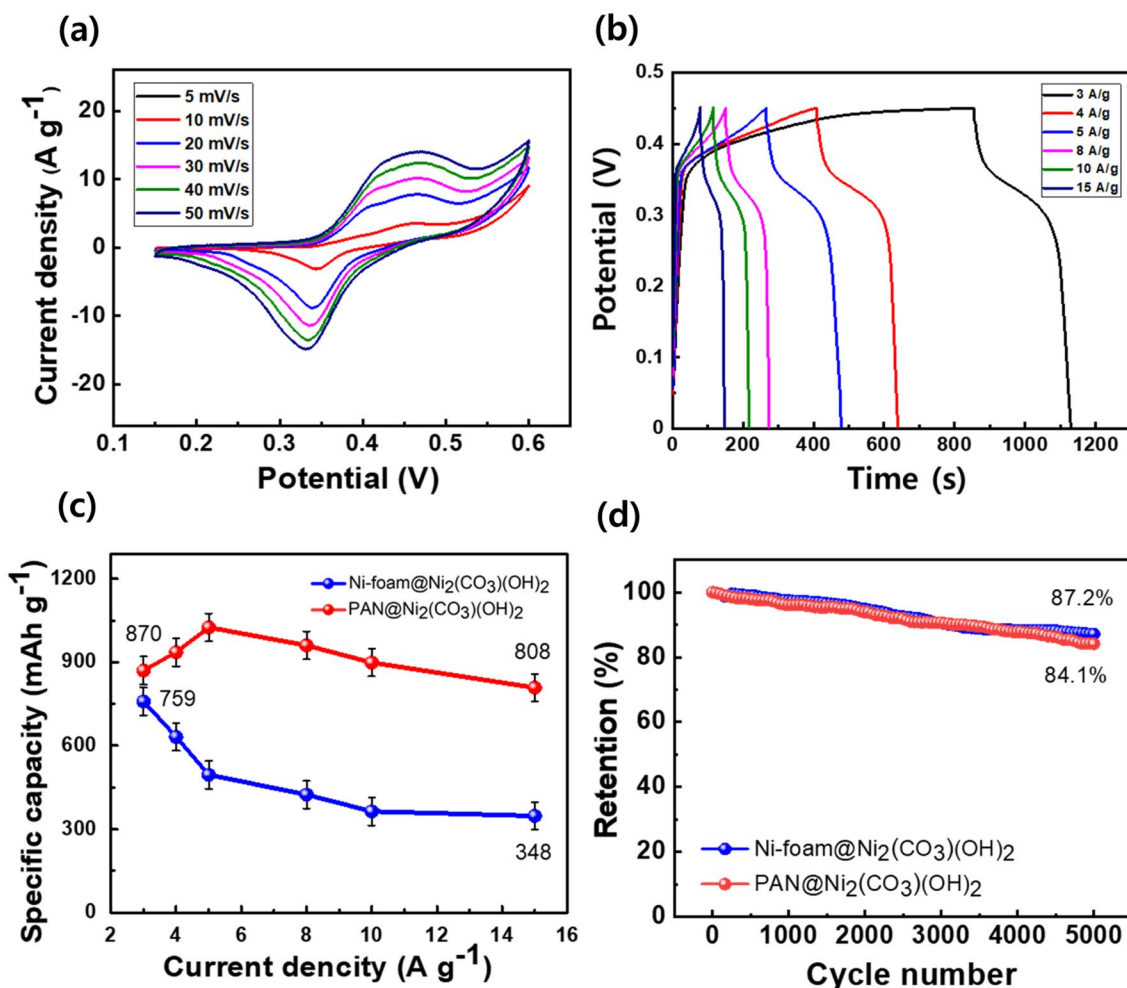 (a)
Current density (A g-1)
20
10
0
-10
-20
5 mV/s
10 mV/s
20 mV/s
30 mV/s
40 mV/s
50 mV/s
0.1 0.2 0.3 0.4 0.5 0.6
Potential (V)
(b)
Potential (V)
0.5
0.4
0.3
0.2
0.1
0
3 A/g
4 A/g
5 A/g
8 A/g
10 A/g
15 A/g
0 200 400 600 800 1000 1200
Time (s)
(c)
Specific capacity (mAh g-1)
1200
900
600
300
0
Ni-foam@Ni2(CO3)(OH)2
PAN@Ni2(CO3)(OH)2
870
759
808
348
2 4 6 8 10 12 14 16
Current dencity (A g-1)
(d)
Retention (%)
100
80
60
40
20
0
87.2%
84.1%
Ni-foam@Ni2(CO3)(OH)2
PAN@Ni2(CO3)(OH)2
0 1000 2000 3000 4000 5000
Cycle number